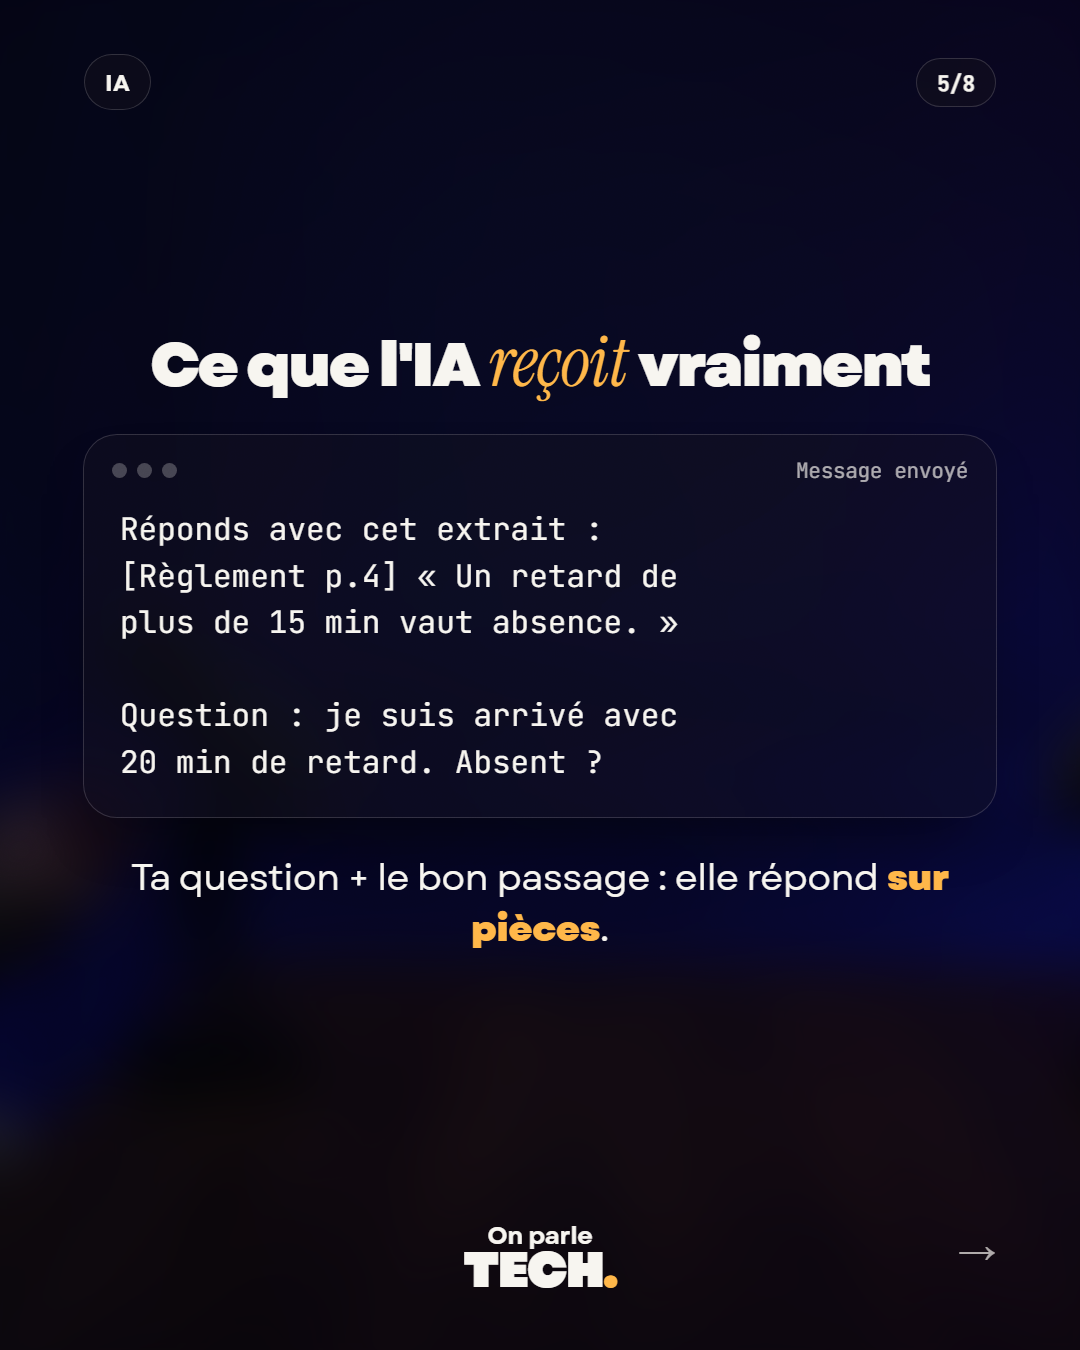 IA
5/8
Ce que l'IA reçoit vraiment
Message envoyé
Réponds avec cet extrait :
[Règlement p.4] « Un retard de
plus de 15 min vaut absence. »
Question : je suis arrivé avec
20 min de retard. Absent ?
Ta question + le bon passage : elle répond sur
pièces.
On parle
TECH.
→